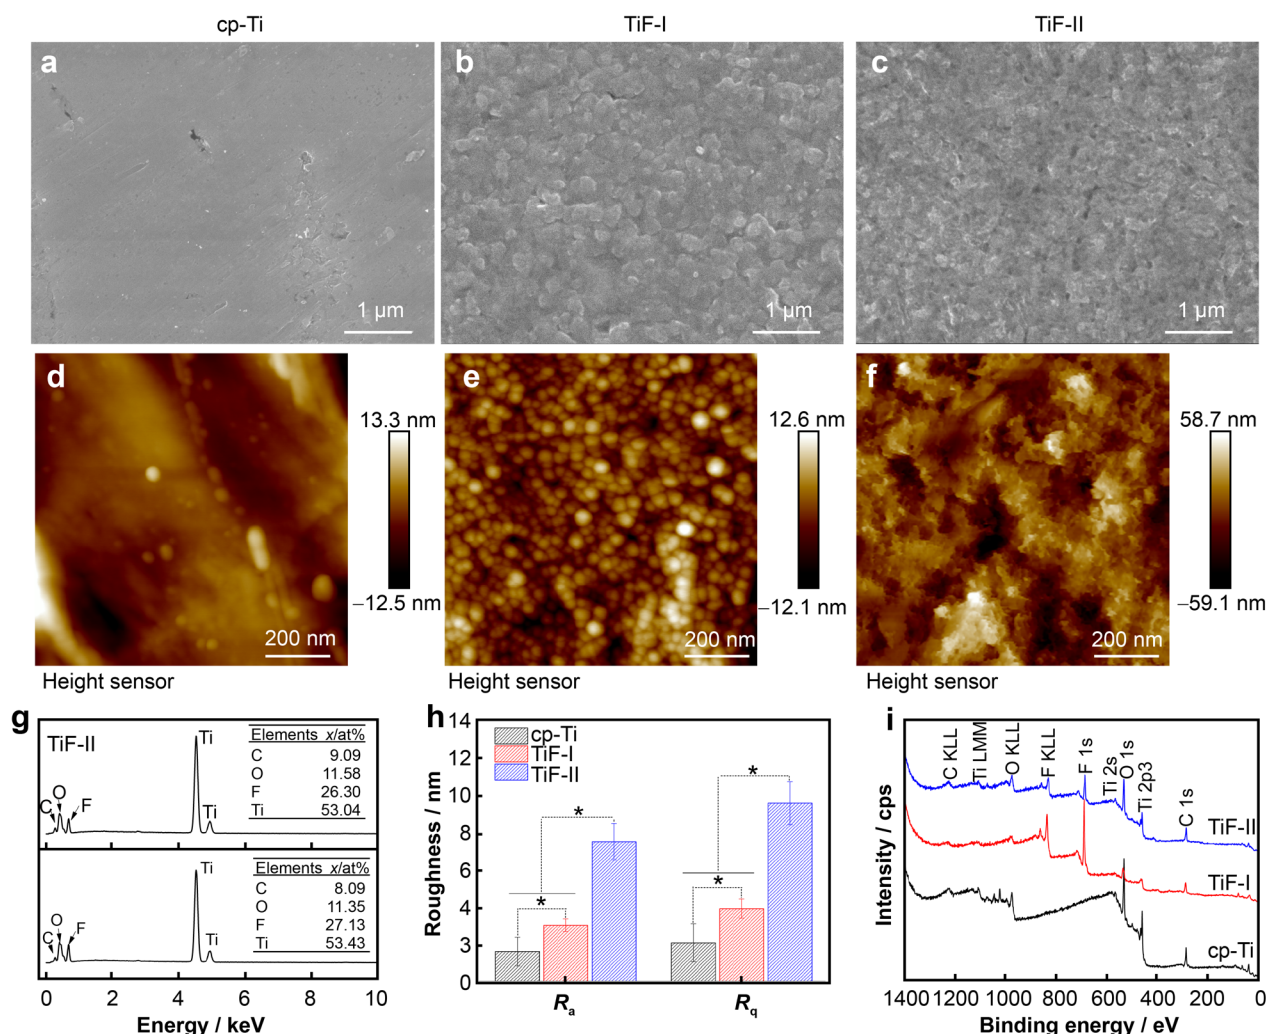 cp-Ti TiF-I TiF-II
a b c
1 µm 1 µm 1 µm
d e f
13.3 nm 12.6 nm 58.7 nm
−12.5 nm −12.1 nm −59.1 nm
200 nm 200 nm 200 nm
Height sensor Height sensor Height sensor
g
TiF-II
Ti
Elements x/at%
C 9.09
O 11.58
F 26.30
Ti 53.04
C O F Ti
Ti
Elements x/at%
C 8.09
O 11.35
F 27.13
Ti 53.43
C O F Ti
0 2 4 6 8 10
Energy / keV
h
14
12
10
8
6
4
3
0
Roughness / nm
cp-Ti
TiF-I
TiF-II
* *
* *
Ra Rq
i
C KLL Ti LMM O KLL F KLL F 1s Ti 2s O 1s Ti 2p3 C 1s
TiF-II
TiF-I
cp-Ti
Intensity / cps
1400 1200 1000 800 600 400 200 0
Binding energy / eV